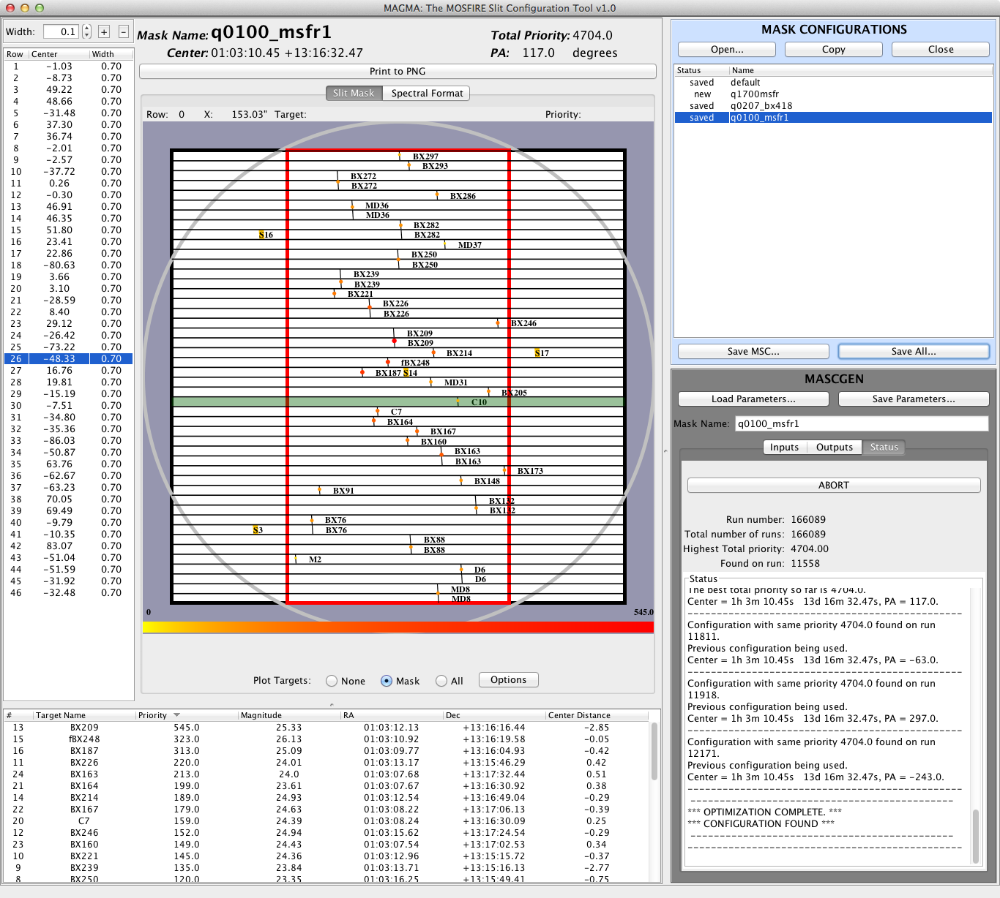 MAGMA: The MOSFIRE Slit Configuration Tool v1.0
Width: 0.1 + −
Row Center Width
1 −1.03 0.70
2 −8.73 0.70
3 49.22 0.70
4 48.66 0.70
5 −31.48 0.70
6 37.30 0.70
7 36.74 0.70
8 −2.01 0.70
9 −2.57 0.70
10 −37.72 0.70
11 0.26 0.70
12 −0.30 0.70
13 46.91 0.70
14 46.35 0.70
15 51.80 0.70
16 23.41 0.70
17 22.86 0.70
18 −80.63 0.70
19 3.66 0.70
20 3.10 0.70
21 −28.59 0.70
22 8.40 0.70
23 29.12 0.70
24 −26.42 0.70
25 −73.22 0.70
26 −48.33 0.70
27 16.76 0.70
28 19.81 0.70
29 −15.19 0.70
30 −7.51 0.70
31 −34.80 0.70
32 −35.36 0.70
33 −86.03 0.70
34 −50.87 0.70
35 63.76 0.70
36 −62.67 0.70
37 −63.23 0.70
38 70.05 0.70
39 69.49 0.70
40 −9.79 0.70
41 −10.35 0.70
42 83.07 0.70
43 −51.04 0.70
44 −51.59 0.70
45 −31.92 0.70
46 −32.48 0.70
Mask Name: q0100_msfr1 Total Priority: 4704.0
Center: 01:03:10.45 +13:16:32.47 PA: 117.0 degrees
Print to PNG
Slit Mask Spectral Format
Row: 0 X: 153.03" Target: Priority:
BX297
BX293
BX272
BX272
BX286
MD36
MD36
BX282
S16 BX282
MD37
BX250
BX250
BX239
BX239
BX221
BX226
BX226
BX246
BX209
BX209
BX214 S17
fBX248
BX187 S14
MD31
BX205
C10
C7
BX164
BX167
BX160
BX163
BX163
BX173
BX148
BX91
BX132
BX132
BX76
S3 BX76
BX88
BX88
M2
D6
D6
MD8
MD8
0 545.0
Plot Targets: None Mask All Options
# Target Name Priority Magnitude RA Dec Center Distance
13 BX209 545.0 25.33 01:03:12.13 +13:16:16.44 −2.85
15 fBX248 323.0 26.13 01:03:10.92 +13:16:19.58 −0.05
16 BX187 313.0 25.09 01:03:09.77 +13:16:04.93 −0.42
11 BX226 220.0 24.01 01:03:13.17 +13:15:46.29 0.42
24 BX163 213.0 24.0 01:03:07.68 +13:17:32.44 0.51
21 BX164 199.0 23.61 01:03:07.67 +13:16:30.92 0.38
14 BX214 189.0 24.93 01:03:12.54 +13:16:49.04 −0.29
22 BX167 179.0 24.63 01:03:08.22 +13:17:06.13 −0.39
20 C7 159.0 24.39 01:03:08.24 +13:16:30.09 0.25
12 BX246 152.0 24.94 01:03:15.62 +13:17:24.54 −0.29
23 BX160 149.0 24.43 01:03:07.54 +13:17:02.53 0.34
10 BX221 145.0 24.36 01:03:12.96 +13:15:15.72 −0.37
9 BX239 135.0 23.84 01:03:13.71 +13:15:16.13 −2.77
8 BX250 120.0 23.35 01:03:16.25 +13:15:49.41 −0.75
MASK CONFIGURATIONS
Open... Copy Close
Status Name
saved default
new q1700msfr
saved q0207_bx418
saved q0100_msfr1
Save MSC... Save All...
MASCGEN
Load Parameters... Save Parameters...
Mask Name: q0100_msfr1
Inputs Outputs Status
ABORT
Run number: 166089
Total number of runs: 166089
Highest Total priority: 4704.00
Found on run: 11558
Status
The best total priority so far is 4704.0.
Center = 1h 3m 10.45s 13d 16m 32.47s, PA = 117.0.
Configuration with same priority 4704.0 found on run
11811.
Previous configuration being used.
Center = 1h 3m 10.45s 13d 16m 32.47s, PA = −63.0.
Configuration with same priority 4704.0 found on run
11918.
Previous configuration being used.
Center = 1h 3m 10.45s 13d 16m 32.47s, PA = 297.0.
Configuration with same priority 4704.0 found on run
12171.
Previous configuration being used.
Center = 1h 3m 10.45s 13d 16m 32.47s, PA = −243.0.
*** OPTIMIZATION COMPLETE. ***
*** CONFIGURATION FOUND ***